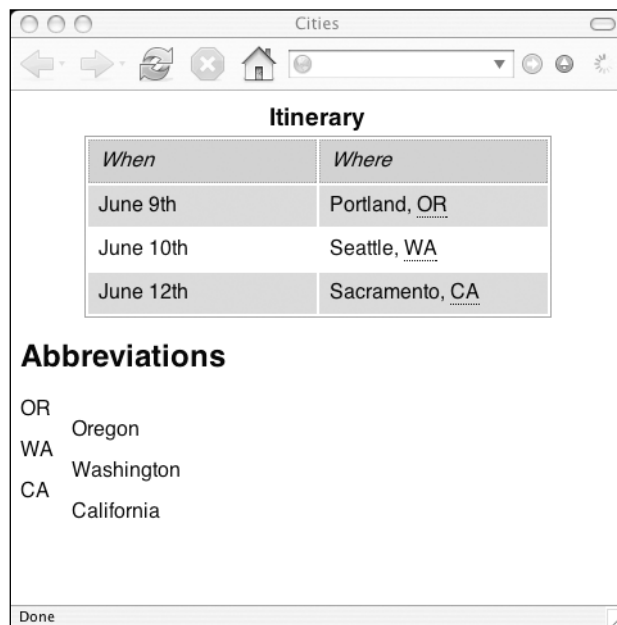 Cities
Itinerary
When Where
June 9th Portland, OR
June 10th Seattle, WA
June 12th Sacramento, CA
Abbreviations
OR
Oregon
WA
Washington
CA
California
Done